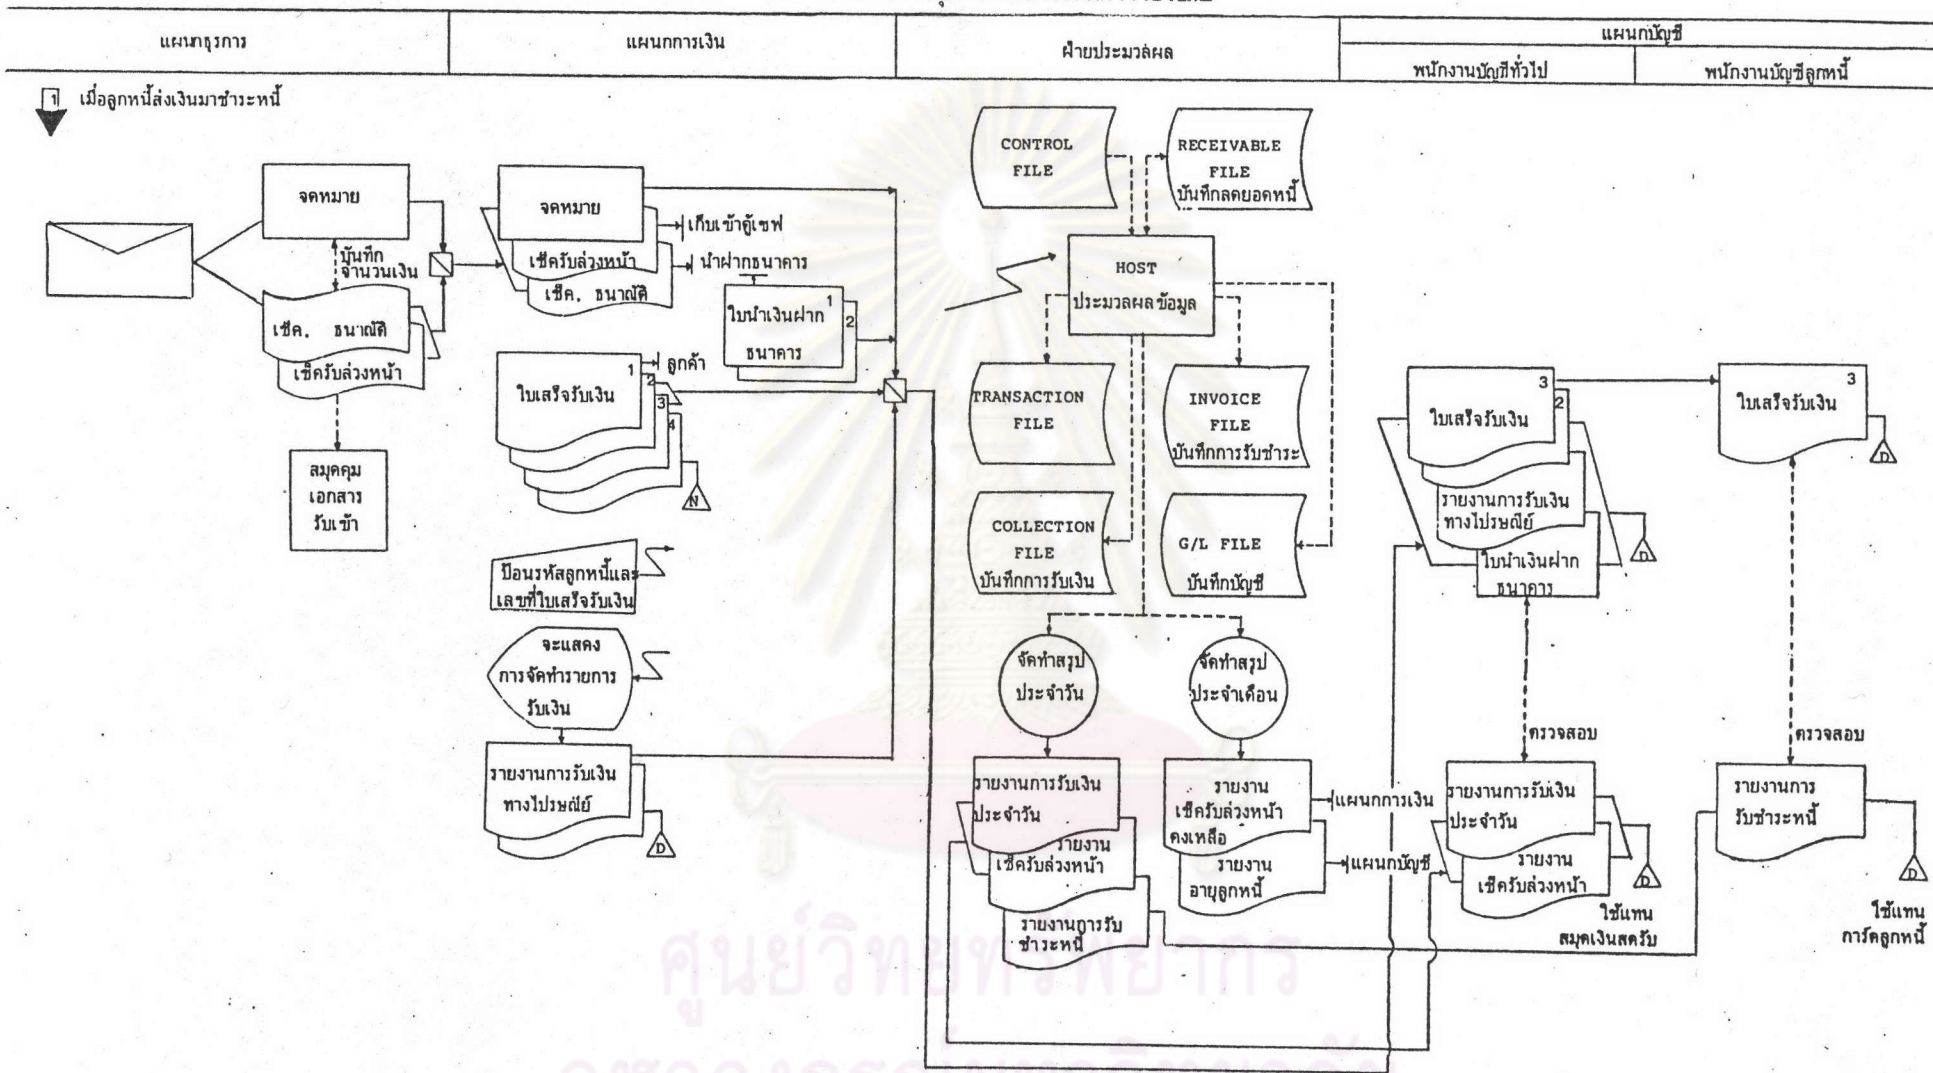 แผนกธุรการ
แผนกการเงิน
ฝ่ายประมวลผล
แผนกบัญชี
พนักงานบัญชีทั่วไป
พนักงานบัญชีลูกหนี้
1 เมื่อลูกหนี้ส่งเงินมาชำระหนี้
จดหมาย
บันทึก
จำนวนเงิน
เช็ค. ธนาณัติ
เช็ครับล่วงหน้า
สมุดคุม
เอกสาร
รับเข้า
จดหมาย
เช็ครับล่วงหน้า
เช็ค. ธนาณัติ
เก็บเข้าตู้เซฟ
นำฝากธนาคาร
ใบนำเงินฝาก
ธนาคาร
1
2
ใบเสร็จรับเงิน
1
2
3
4
ลูกค้า
N
ป้อนรหัสลูกหนี้และ
เลขที่ใบเสร็จรับเงิน
จะแสดง
การจัดทำรายการ
รับเงิน
รายงานการรับเงิน
ทางไปรษณีย์
D
CONTROL
FILE
RECEIVABLE
FILE
บันทึกลดยอดหนี้
HOST
ประมวลผลข้อมูล
TRANSACTION
FILE
INVOICE
FILE
บันทึกการรับชำระ
COLLECTION
FILE
บันทึกการรับเงิน
G/L FILE
บันทึกบัญชี
จัดทำสรุป
ประจำวัน
จัดทำสรุป
ประจำเดือน
รายงานการรับเงิน
ประจำวัน
รายงาน
เช็ครับล่วงหน้า
รายงานการรับ
ชำระหนี้
รายงาน
เช็ครับล่วงหน้า
คงเหลือ
แผนกการเงิน
รายงาน
อายุลูกหนี้
แผนกบัญชี
ใบเสร็จรับเงิน
3
2
รายงานการรับเงิน
ทางไปรษณีย์
ใบนำเงินฝาก
ธนาคาร
D
ตรวจสอบ
รายงานการรับเงิน
ประจำวัน
รายงาน
เช็ครับล่วงหน้า
D
ใช้แทน
สมุดเงินสดรับ
ใบเสร็จรับเงิน
3
D
ตรวจสอบ
รายงานการ
รับชำระหนี้
D
ใช้แทน
การ์ดลูกหนี้
ศูนย์วิทยทรัพยากร